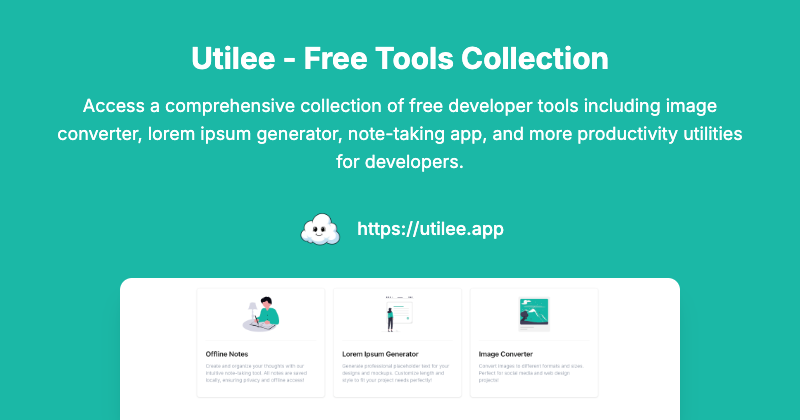 Utilee - Free Tools Collection
Access a comprehensive collection of free developer tools including image
converter, lorem ipsum generator, note-taking app, and more productivity utilities
for developers.
https://utilee.app
Offline Notes
Lorem Ipsum Generator
Image Converter
Create and organize your thoughts with our
intuitive note-taking tool. All notes are saved
locally, ensuring privacy and offline access!
Generate professional placeholder text for your
designs and mockups. Customize length and
style to fit your project needs perfectly!
Convert images to different formats and sizes.
Perfect for social media and web design
projects!